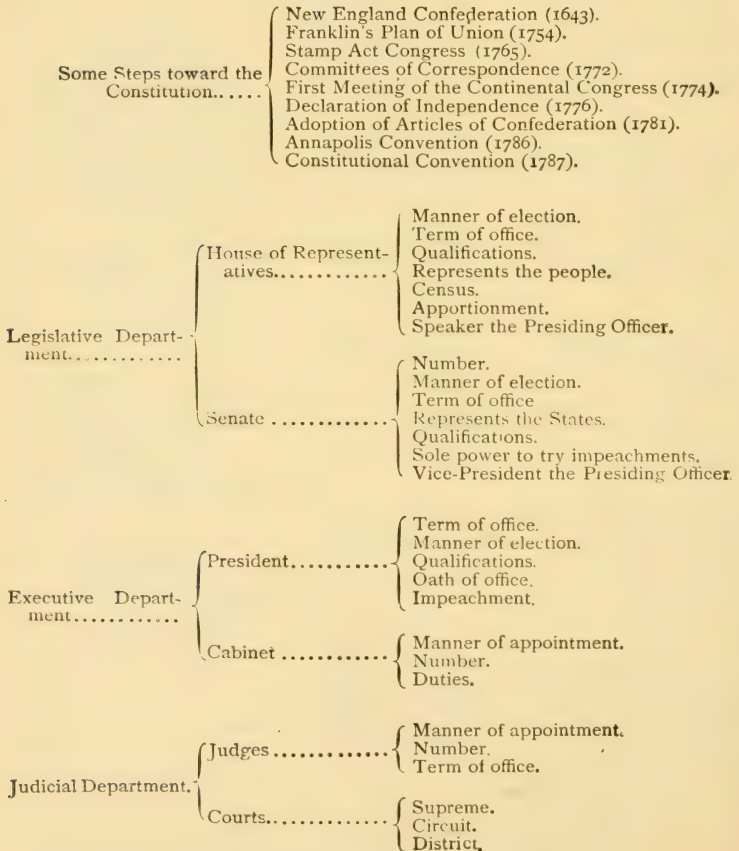 Some Steps toward the
Constitution......
New England Confederation (1643).
Franklin's Plan of Union (1754).
Stamp Act Congress (1765).
Committees of Correspondence (1772).
First Meeting of the Continental Congress (1774).
Declaration of Independence (1776).
Adoption of Articles of Confederation (1781).
Annapolis Convention (1786).
Constitutional Convention (1787).
Legislative Depart-
ment.............
House of Represent-
atives.............
Manner of election.
Term of office.
Qualifications.
Represents the people.
Census.
Apportionment.
Speaker the Presiding Officer.
Senate .............
Number.
Manner of election.
Term of office
Represents the States.
Qualifications.
Sole power to try impeachments.
Vice-President the Presiding Officer.
Executive Depart-
ment.............
President...........
Term of office.
Manner of election.
Qualifications.
Oath of office.
Impeachment.
Cabinet ............
Manner of appointment.
Number.
Duties.
Judicial Department.
Judges .............
Manner of appointment.
Number.
Term of office.
Courts..............
Supreme.
Circuit.
District.